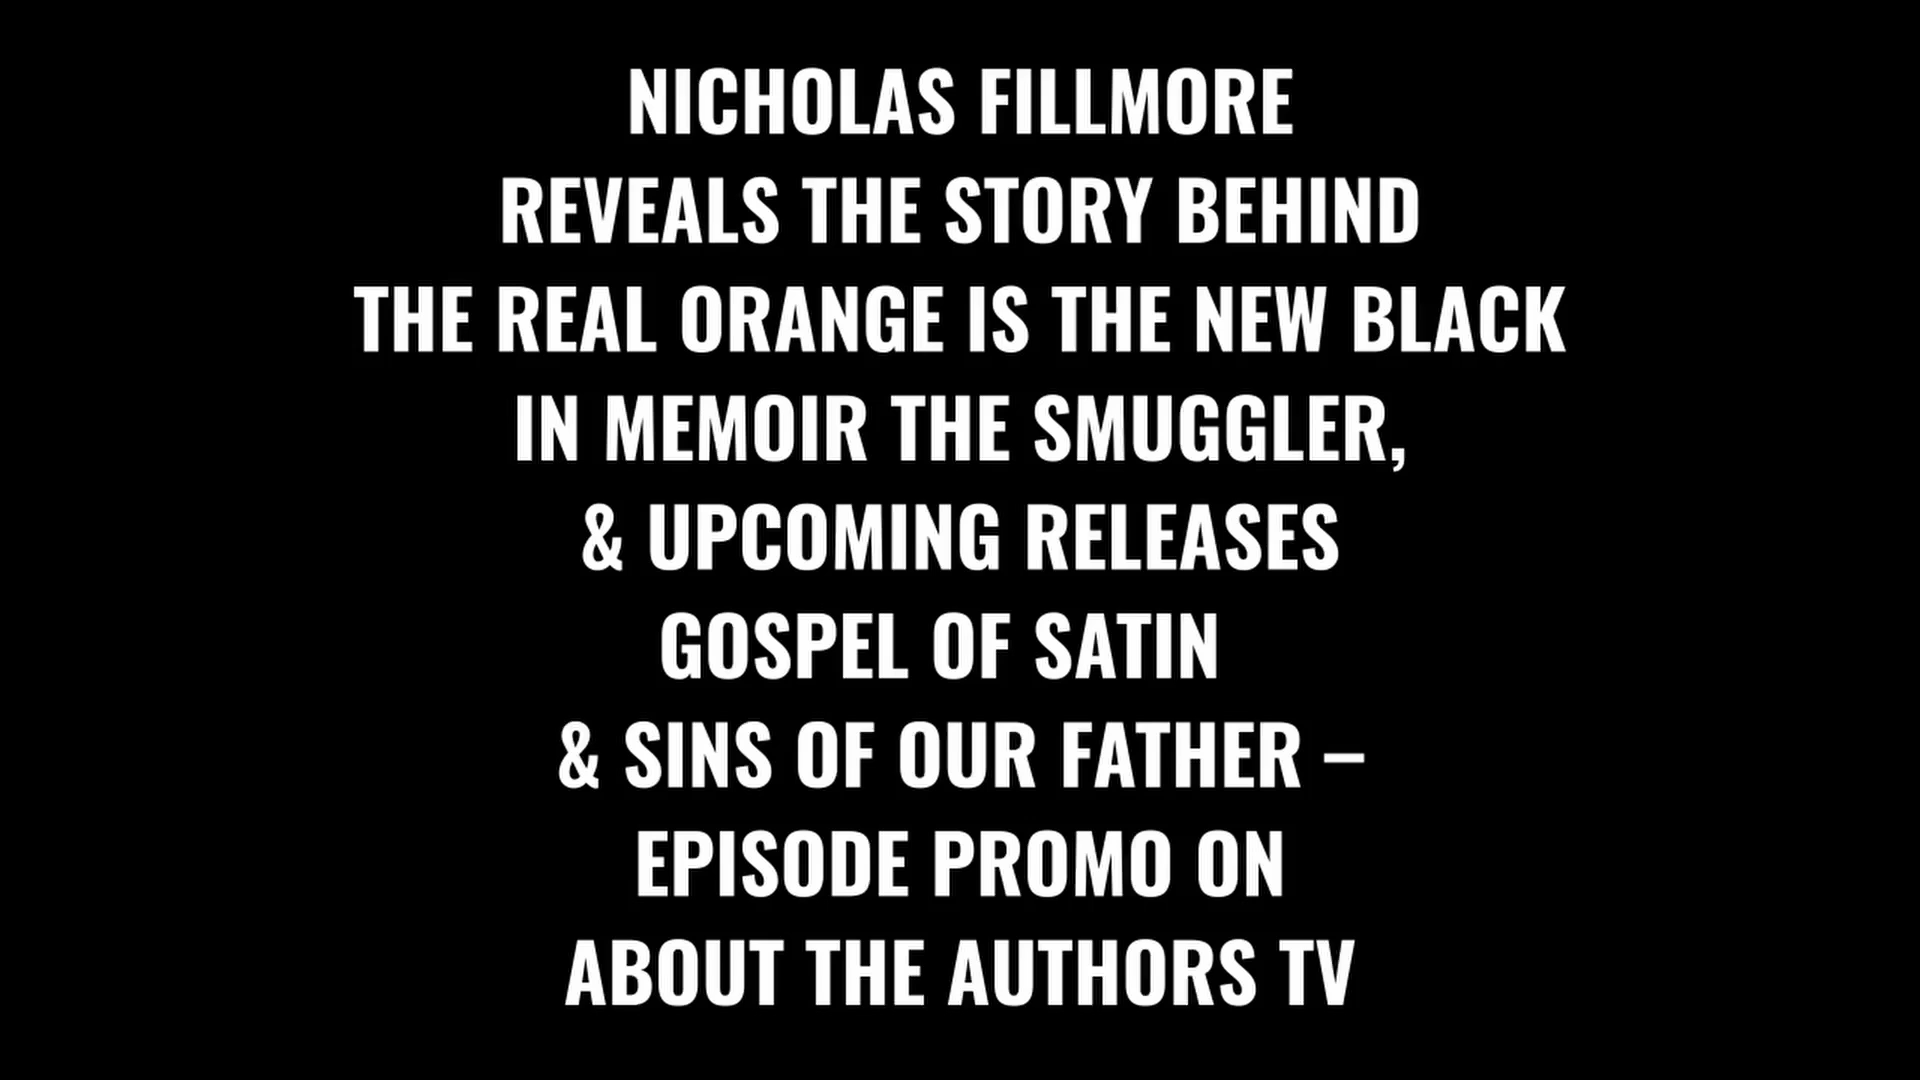 NICHOLAS FILLMORE
REVEALS THE STORY BEHIND
THE REAL ORANGE IS THE NEW BLACK
IN MEMOIR THE SMUGGLER,
& UPCOMING RELEASES
GOSPEL OF SATIN
& SINS OF OUR FATHER –
EPISODE PROMO ON
ABOUT THE AUTHORS TV